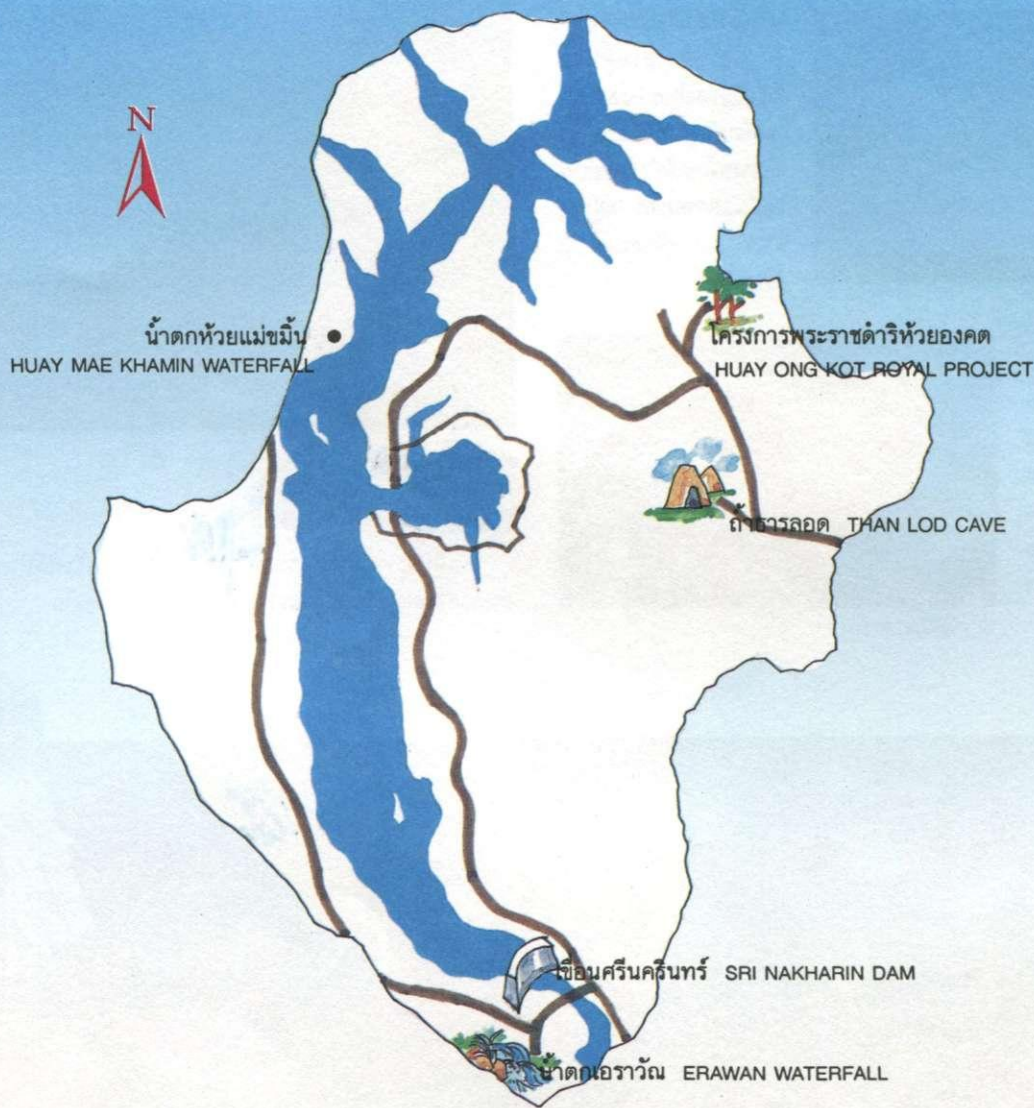 N
น้ำตกห้วยแม่ขมิ้น
HUAY MAE KHAMIN WATERFALL
โครงการพระราชดำริห้วยองคต
HUAY ONG KOT ROYAL PROJECT
ถ้ำธารลอด THAN LOD CAVE
เขื่อนศรีนครินทร์ SRI NAKHARIN DAM
น้ำตกเอราวัณ ERAWAN WATERFALL